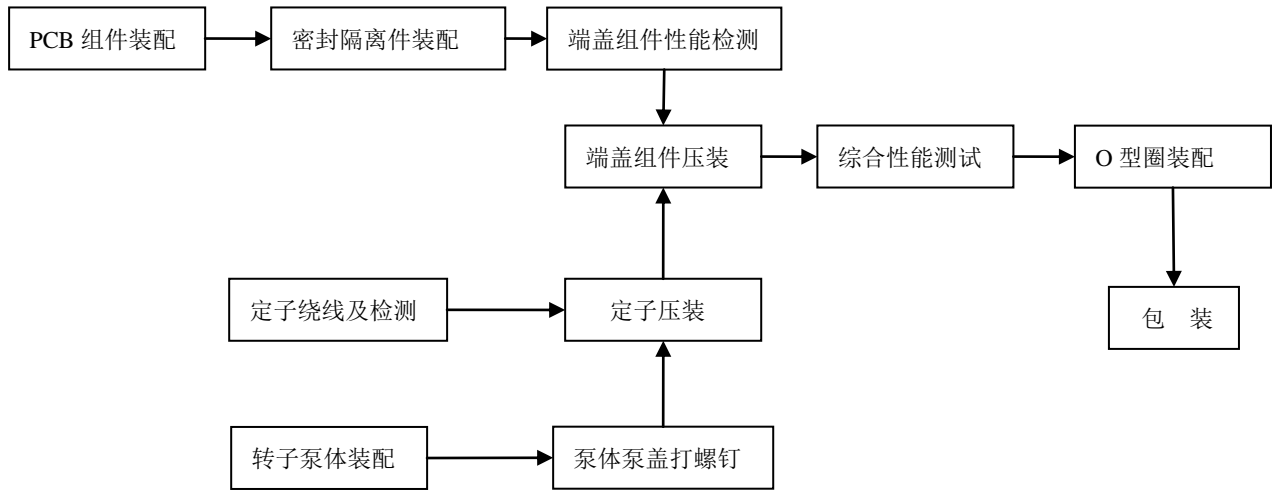 PCB 组件装配
密封隔离件装配
端盖组件性能检测
端盖组件压装
综合性能测试
O 型圈装配
定子绕线及检测
定子压装
包 装
转子泵体装配
泵体泵盖打螺钉